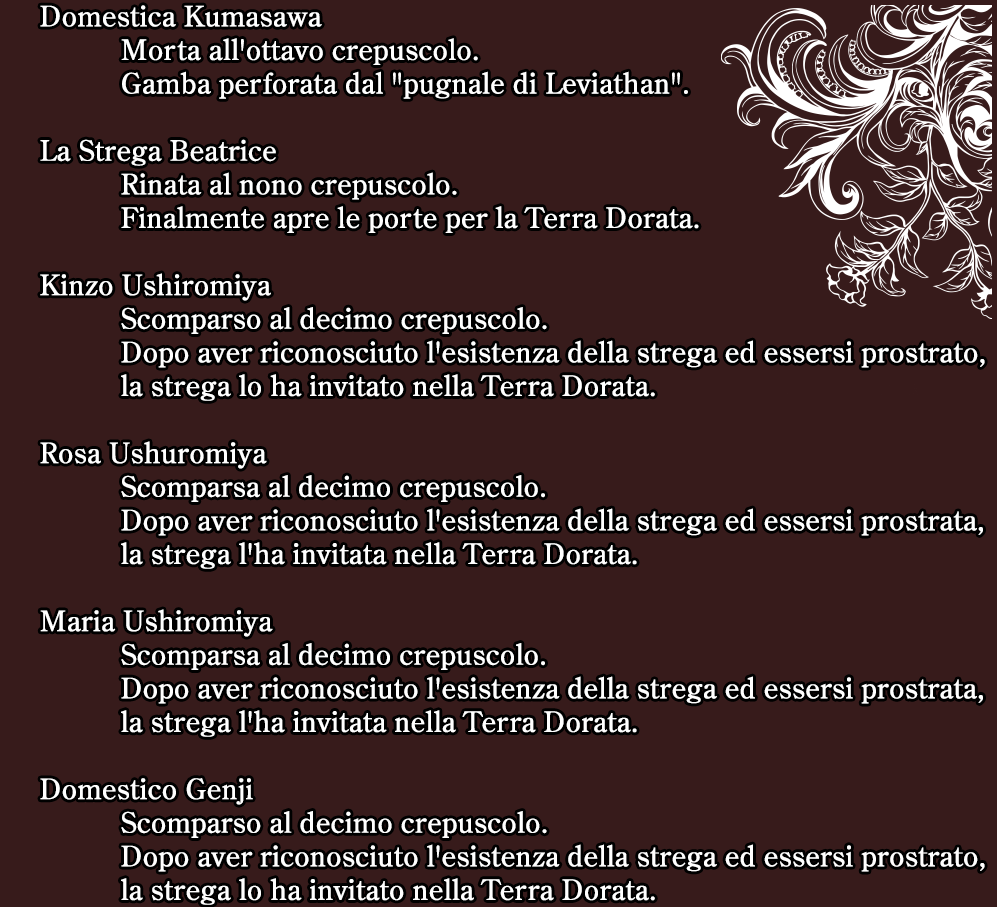 Domestica Kumasawa
Morta all'ottavo crepuscolo.
Gamba perforata dal "pugnale di Leviathan".
La Strega Beatrice
Rinata al nono crepuscolo.
Finalmente apre le porte per la Terra Dorata.
Kinzo Ushiromiya
Scomparso al decimo crepuscolo.
Dopo aver riconosciuto l'esistenza della strega ed essersi prostrato,
la strega lo ha invitato nella Terra Dorata.
Rosa Ushuromiya
Scomparsa al decimo crepuscolo.
Dopo aver riconosciuto l'esistenza della strega ed essersi prostrata,
la strega l'ha invitata nella Terra Dorata.
Maria Ushiromiya
Scomparsa al decimo crepuscolo.
Dopo aver riconosciuto l'esistenza della strega ed essersi prostrata,
la strega l'ha invitata nella Terra Dorata.
Domestico Genji
Scomparso al decimo crepuscolo.
Dopo aver riconosciuto l'esistenza della strega ed essersi prostrato,
la strega lo ha invitato nella Terra Dorata.